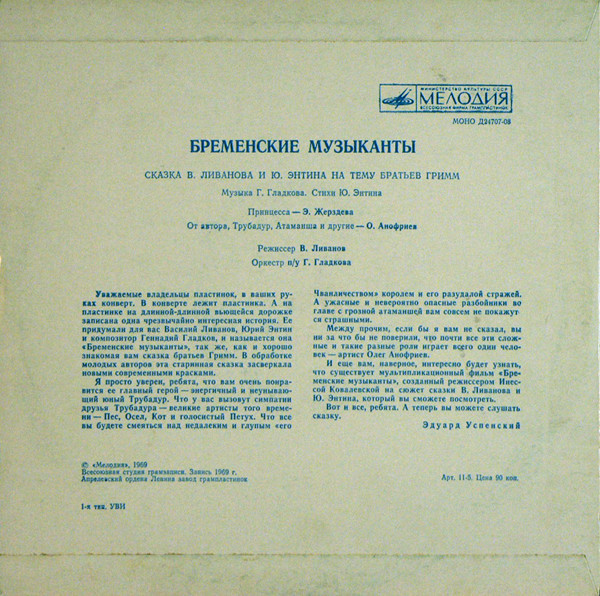 МИНИСТЕРСТВО КУЛЬТУРЫ СССР
МЕЛОДИЯ
ВСЕСОЮЗНАЯ ФИРМА ГРАМПЛАСТИНОК
МОНО Д24707-08
БРЕМЕНСКИЕ МУЗЫКАНТЫ
СКАЗКА В. ЛИВАНОВА И Ю. ЭНТИНА НА ТЕМУ БРАТЬЕВ ГРИММ
Музыка Г. Гладкова. Стихи Ю. Энтина
Принцесса — Э. Жерздева
От автора, Трубадур, Атаманша и другие — О. Анофриев
Режиссер В. Ливанов
Оркестр п/у Г. Гладкова
Уважаемые владельцы пластинок, в ваших ру-
ках конверт. В конверте лежит пластинка. А на
пластинке на длинной-длинной вьющейся дорожке
записана одна чрезвычайно интересная история. Ее
придумали для вас Василий Ливанов, Юрий Энтин
и композитор Геннадий Гладков, и называется она
«Бременские музыканты», так же, как и хорошо
знакомая вам сказка братьев Гримм. В обработке
молодых авторов эта старинная сказка засверкала
новыми современными красками.
Я просто уверен, ребята, что вам очень понра-
вится ее главный герой — энергичный и неунываю-
щий юный Трубадур. Что у вас вызовут симпатии
друзья Трубадура — великие артисты того време-
ни — Пес, Осел, Кот и голосистый Петух. Что все
вы будете смеяться над недалеким и глупым «его
Чванличеством» королем и его разудалой стражей.
А ужасные и невероятно опасные разбойники во
главе с грозной атаманшей вам совсем не покажут-
ся страшными.
Между прочим, если бы я вам не сказал, вы
ни за что бы не поверили, что почти все эти слож-
ные и такие разные роли играет всего один чело-
век — артист Олег Анофриев.
И еще вам, наверное, интересно будет узнать,
что существует мультипликационный фильм «Бре-
менские музыканты», созданный режиссером Инес-
сой Ковалевской на сюжет сказки В. Ливанова и
Ю. Энтина, который вы сможете посмотреть.
Вот и все, ребята. А теперь вы можете слушать
сказку.
Эдуард Успенский
© «Мелодия», 1969
Всесоюзная студия грамзаписи. Запись 1969 г.
Апрелевский ордена Ленина завод грампластинок
Арт. 11-3. Цена 90 коп.
1-я тип. УВИ